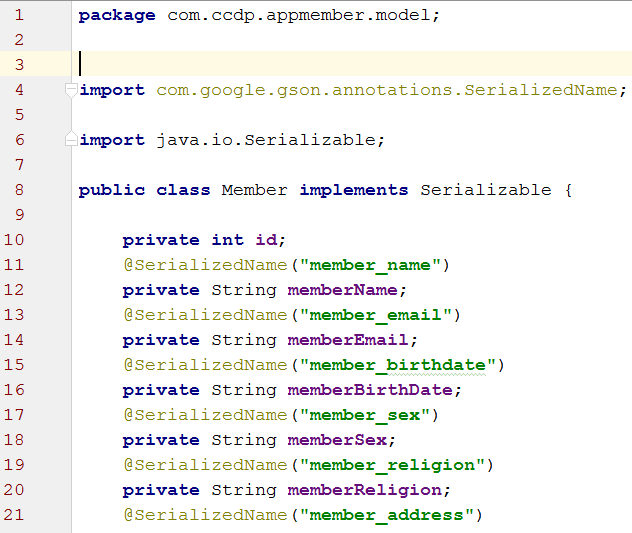 1 package com.ccdp.appmember.model;
2
3
4 import com.google.gson.annotations.SerializedName;
5
6 import java.io.Serializable;
7
8 public class Member implements Serializable {
9
10 private int id;
11 @SerializedName("member_name")
12 private String memberName;
13 @SerializedName("member_email")
14 private String memberEmail;
15 @SerializedName("member_birthdate")
16 private String memberBirthDate;
17 @SerializedName("member_sex")
18 private String memberSex;
19 @SerializedName("member_religion")
20 private String memberReligion;
21 @SerializedName("member_address")